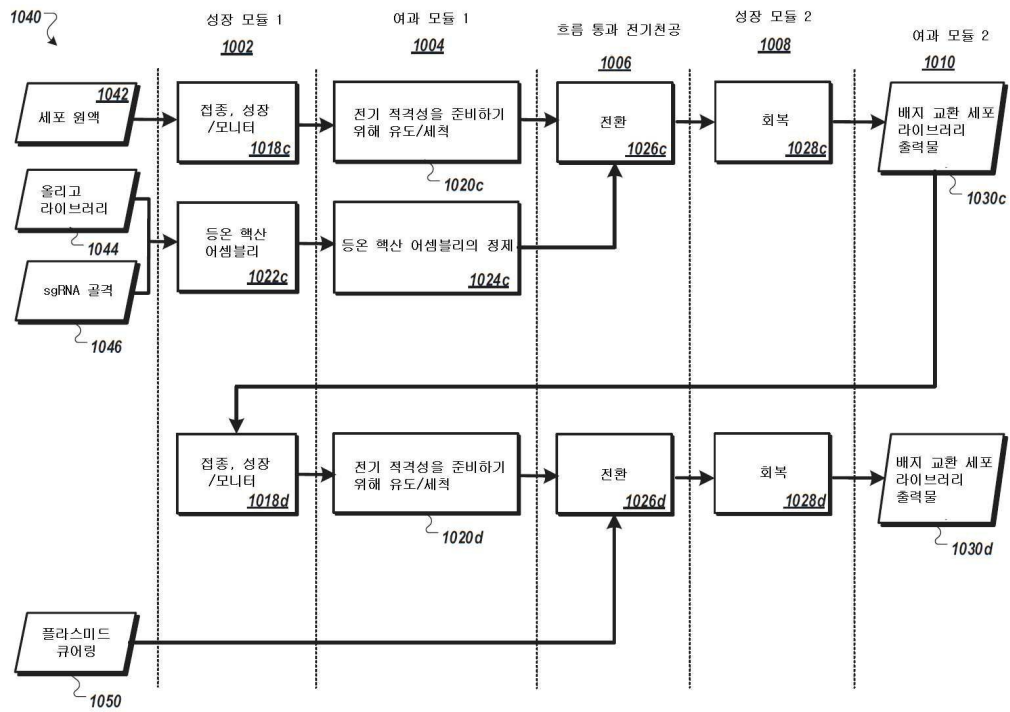 1040
성장 모듈 1
1002
여과 모듈 1
1004
흐름 통과 전기천공
1006
성장 모듈 2
1008
여과 모듈 2
1010
1042
세포 원액
접종, 성장
/모니터
1018c
전기 적격성을 준비하기
위해 유도/세척
1020c
전환
1026c
회복
1028c
배지 교환 세포
라이브러리
출력물
1030c
올리고
라이브러리
1044
sgRNA 골격
1046
등온 핵산
어셈블리
1022c
등온 핵산 어셈블리의 정제
1024c
접종, 성장
/모니터
1018d
전기 적격성을 준비하기
위해 유도/세척
1020d
전환
1026d
회복
1028d
배지 교환 세포
라이브러리
출력물
1030d
플라스미드
큐어링
1050